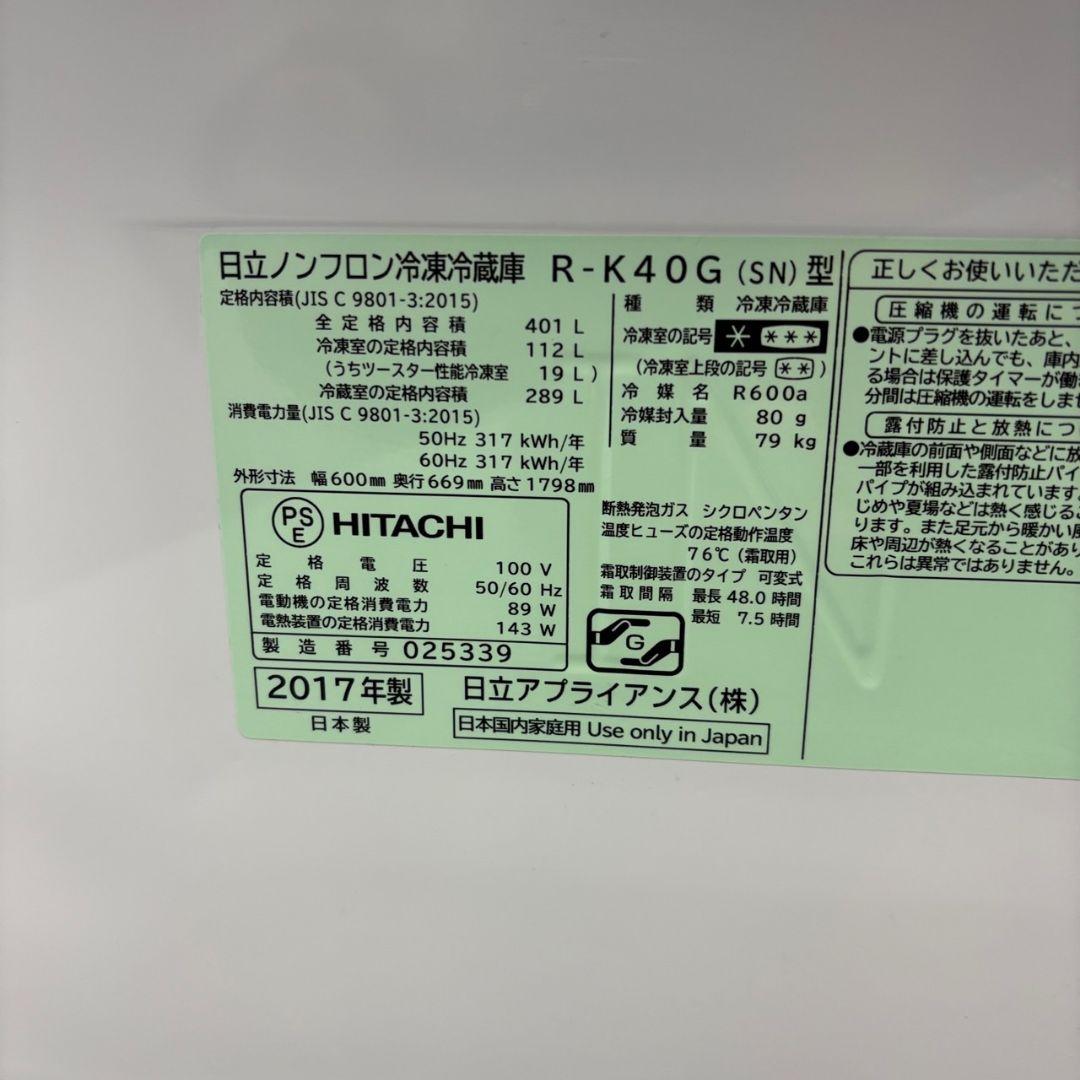 日立ノンフロン冷凍冷蔵庫 R-K40G(SN)型
定格内容積(JIS C 9801-3:2015)
全定格内容積 401 L
冷凍室の定格内容積 112 L
(うちツースター性能冷凍室 19 L)
冷蔵室の定格内容積 289 L
消費電力量(JIS C 9801-3:2015)
50Hz 317 kWh/年
60Hz 317 kWh/年
外形寸法 幅600mm 奥行669mm 高さ1798mm
PSE HITACHI
定格電圧 100 V
定格周波数 50/60 Hz
電動機の定格消費電力 89 W
電熱装置の定格消費電力 143 W
製造番号 025339
2017年製
日本製
種類 冷凍冷蔵庫
冷凍室の記号 * ***
(冷凍室上段の記号 **)
冷媒名 R600a
冷媒封入量 80 g
質量 79 kg
断熱発泡ガス シクロペンタン
温度ヒューズの定格動作温度
76℃(霜取用)
霜取制御装置のタイプ 可変式
霜取間隔 最長 48.0 時間
最短 7.5 時間
G
日立アプライアンス(株)
日本国内家庭用 Use only in Japan
正しくお使いいただ
圧縮機の運転につ
●電源プラグを抜いたあと、
ントに差し込んでも、庫内
る場合は保護タイマーが働
分間は圧縮機の運転をしませ
露付防止と放熱につ
●冷蔵庫の前面や側面などに放
一部を利用した露付防止パイ
パイプが組み込まれています。
じめや夏場などは熱く感じるこ
ります。また足元から暖かい風
床や周辺が熱くなることがあり
これらは異常ではありません。